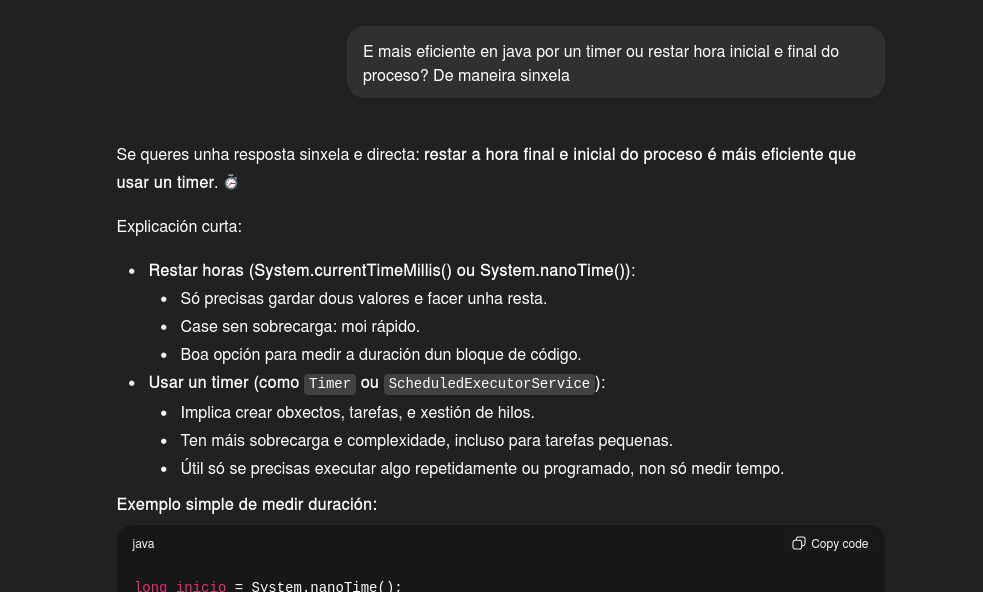 E mais eficiente en java por un timer ou restar hora inicial e final do
proceso? De maneira sinxela
Se queres unha resposta sinxela e directa: restar a hora final e inicial do proceso é máis eficiente que
usar un timer. ⏱
Explicación curta:
• Restar horas (System.currentTimeMillis() ou System.nanoTime()):
• Só precisas gardar dous valores e facer unha resta.
• Case sen sobrecarga: moi rápido.
• Boa opción para medir a duración dun bloque de código.
• Usar un timer (como Timer ou ScheduledExecutorService):
• Implica crear obxectos, tarefas, e xestión de hilos.
• Ten máis sobrecarga e complexidade, incluso para tarefas pequenas.
• Útil só se precisas executar algo repetidamente ou programado, non só medir tempo.
Exemplo simple de medir duración:
java Copy code
long inicio = System.nanoTime();